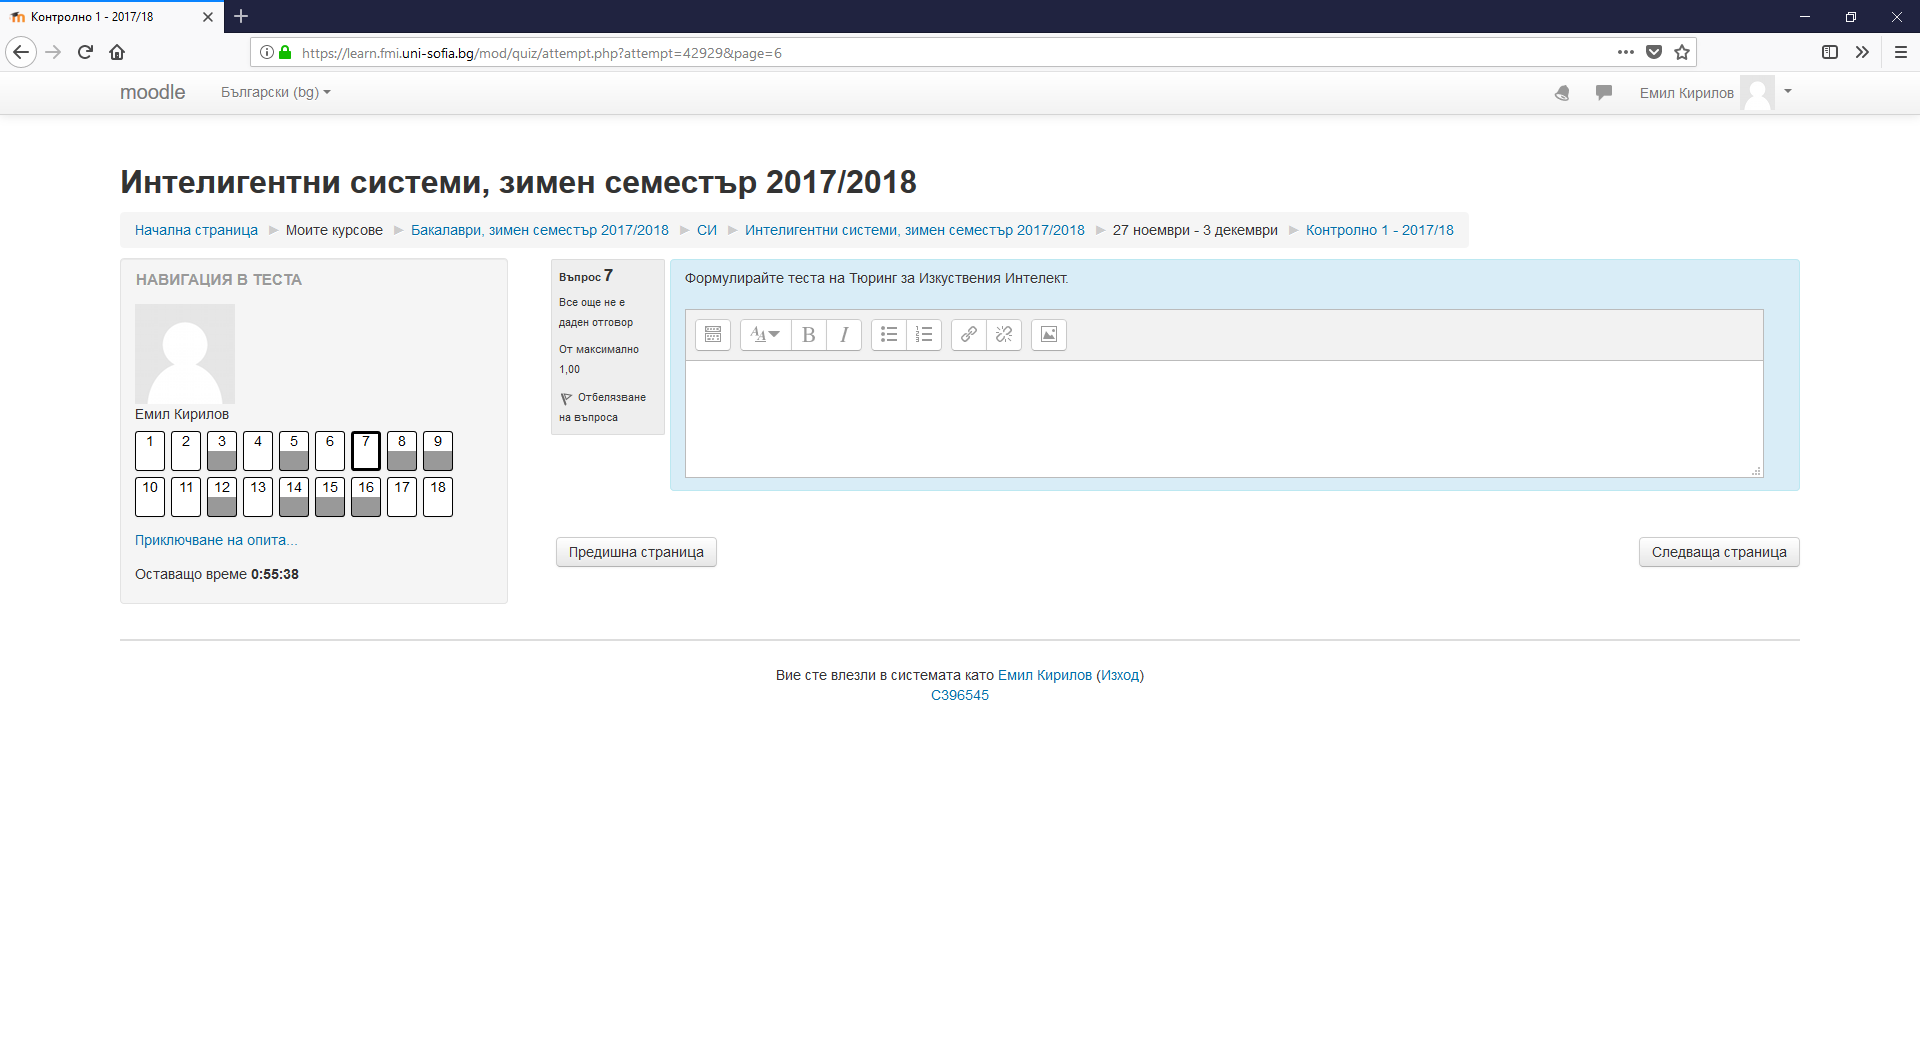 Контролно 1 - 2017/18
https://learn.fmi.uni-sofia.bg/mod/quiz/attempt.php?attempt=42929&page=6
moodle Български (bg) Емил Кирилов
Интелигентни системи, зимен семестър 2017/2018
Начална страница Моите курсове Бакалаври, зимен семестър 2017/2018 СИ Интелигентни системи, зимен семестър 2017/2018 27 ноември - 3 декември Контролно 1 - 2017/18
НАВИГАЦИЯ В ТЕСТА
Емил Кирилов
1 2 3 4 5 6 7 8 9
10 11 12 13 14 15 16 17 18
Приключване на опита...
Оставащо време 0:55:38
Въпрос 7
Все още не е
даден отговор
От максимално
1,00
Отбелязване
на въпроса
Формулирайте теста на Тюринг за Изкуствения Интелект.
Предишна страница Следваща страница
Вие сте влезли в системата като Емил Кирилов (Изход)
СЗ96545